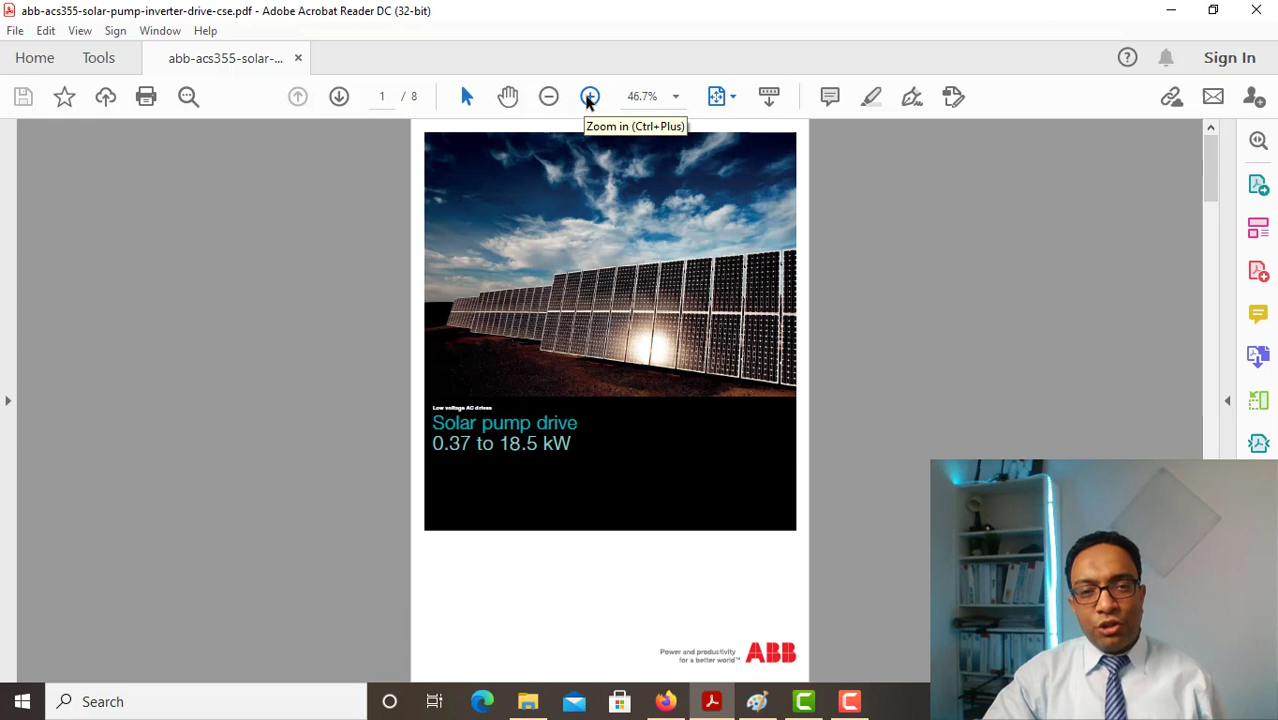 abb-acs355-solar-pump-inverter-drive-cse.pdf - Adobe Acrobat Reader DC (32-bit)
File Edit View Sign Window Help
Home Tools abb-acs355-solar-... Sign In
1 / 8 46.7%
Zoom in (Ctrl+Plus)
Low voltage AC drives
Solar pump drive
0.37 to 18.5 kW
Power and productivity
for a better world™
ABB
Search